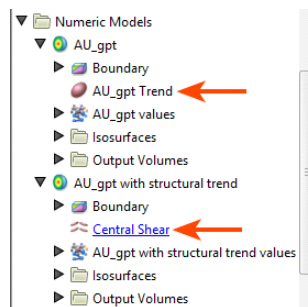 Numeric Models
AU_gpt
Boundary
AU_gpt Trend
AU_gpt values
Isosurfaces
Output Volumes
AU_gpt with structural trend
Boundary
Central Shear
AU_gpt with structural trend values
Isosurfaces
Output Volumes